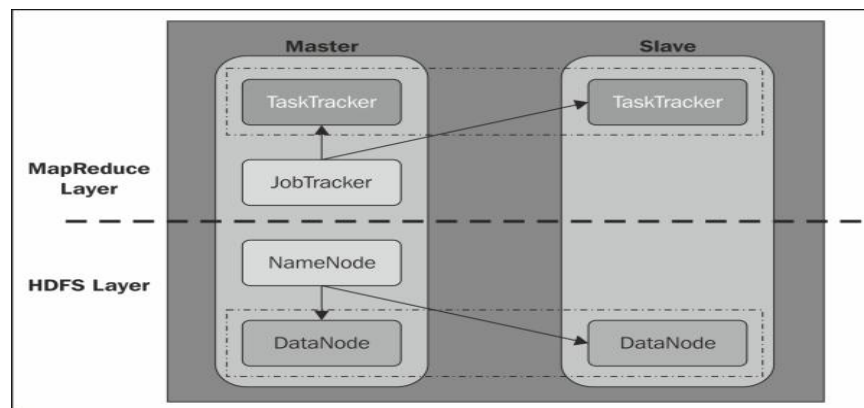 Master
Slave
TaskTracker
TaskTracker
MapReduce
Layer
JobTracker
NameNode
HDFS Layer
DataNode
DataNode